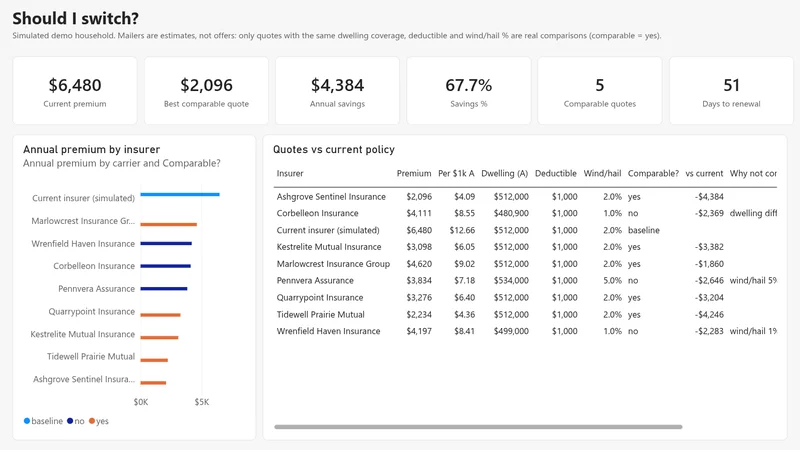 Should I switch?
Simulated demo household. Mailers are estimates, not offers: only quotes with the same dwelling coverage, deductible and wind/hail % are real comparisons (comparable = yes).
$6,480
Current premium
$2,096
Best comparable quote
$4,384
Annual savings
67.7%
Savings %
5
Comparable quotes
51
Days to renewal
Annual premium by insurer
Annual premium by carrier and Comparable?
Current insurer (simulated)
Marlowcrest Insurance Gr...
Wrenfield Haven Insurance
Corbelleon Insurance
Pennvera Assurance
Quarrypoint Insurance
Kestrelite Mutual Insurance
Tidewell Prairie Mutual
Ashgrove Sentinel Insura...
$0K $5K
baseline no yes
Quotes vs current policy
Insurer Premium Per $1k A Dwelling (A) Deductible Wind/hail Comparable? vs current Why not cor
Ashgrove Sentinel Insurance $2,096 $4.09 $512,000 $1,000 2.0% yes -$4,384
Corbelleon Insurance $4,111 $8.55 $480,900 $1,000 1.0% no -$2,369 dwelling diff
Current insurer (simulated) $6,480 $12.66 $512,000 $1,000 2.0% baseline
Kestrelite Mutual Insurance $3,098 $6.05 $512,000 $1,000 2.0% yes -$3,382
Marlowcrest Insurance Group $4,620 $9.02 $512,000 $1,000 2.0% yes -$1,860
Pennvera Assurance $3,834 $7.18 $534,000 $1,000 5.0% no -$2,646 wind/hail 5%
Quarrypoint Insurance $3,276 $6.40 $512,000 $1,000 2.0% yes -$3,204
Tidewell Prairie Mutual $2,234 $4.36 $512,000 $1,000 2.0% yes -$4,246
Wrenfield Haven Insurance $4,197 $8.41 $499,000 $1,000 1.0% no -$2,283 wind/hail 1%